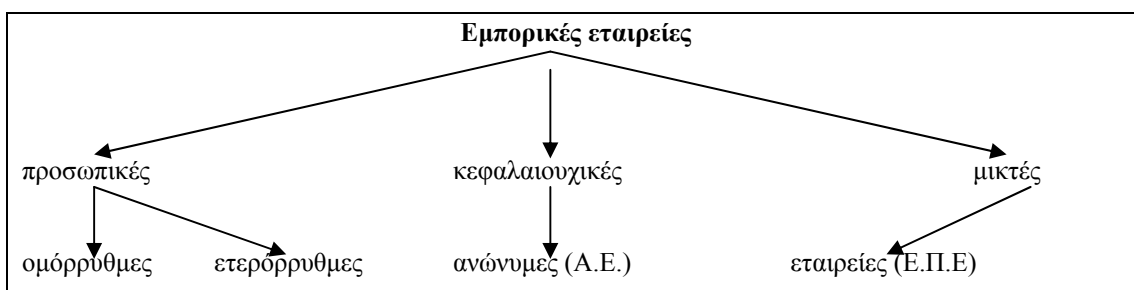 Εμπορικές εταιρείες
προσωπικές κεφαλαιουχικές μικτές
ομόρρυθμες ετερόρρυθμες ανώνυμες (Α.Ε.) εταιρείες (Ε.Π.Ε)